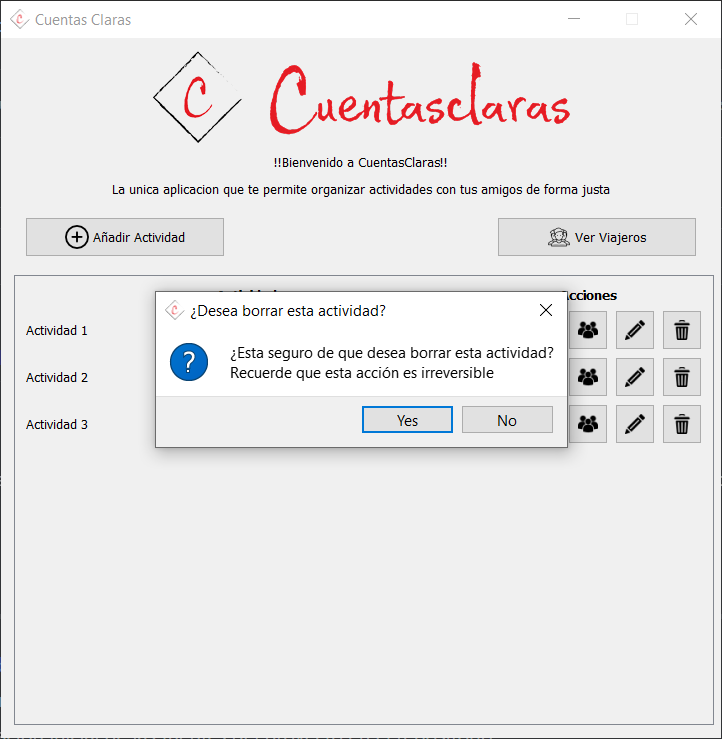 Cuentas Claras
C
Cuentasclaras
!!Bienvenido a CuentasClaras!!
La unica aplicacion que te permite organizar actividades con tus amigos de forma justa
Añadir Actividad
Ver Viajeros
Acciones
¿Desea borrar esta actividad?
Actividad 1
¿Esta seguro de que desea borrar esta actividad?
Recuerde que esta acción es irreversible
Actividad 2
Yes
No
Actividad 3